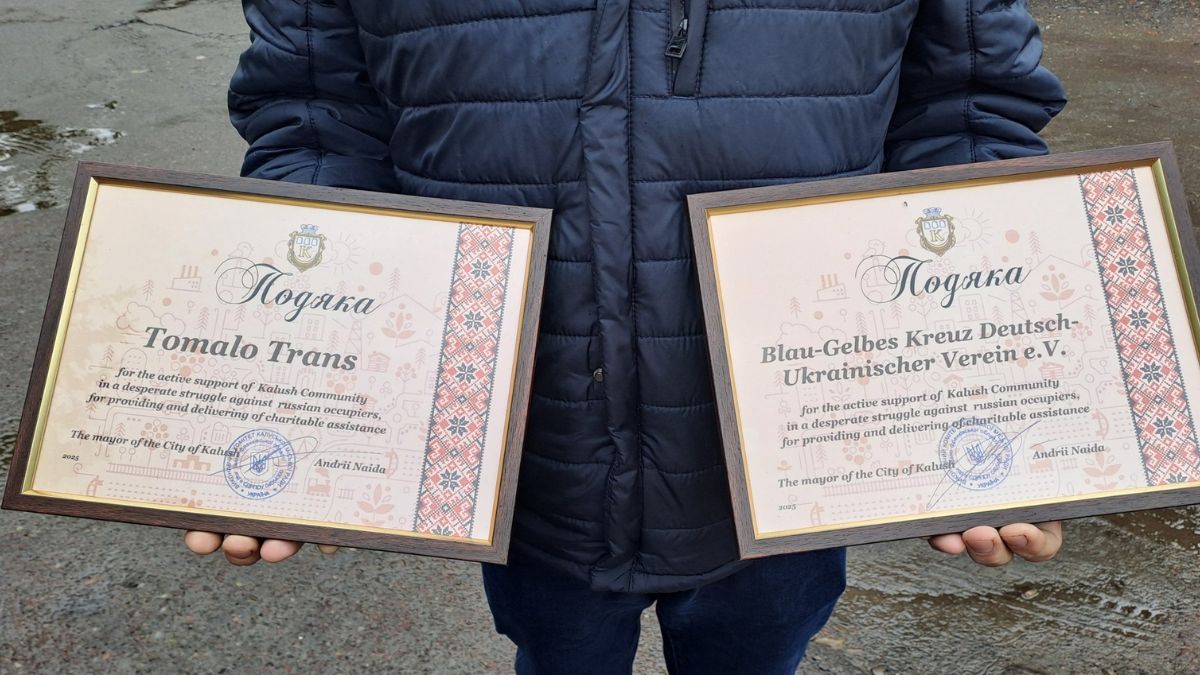 К
Подяка
Tomalo Trans
for the active support of Kalush Community
in a desperate struggle against russian occupiers,
for providing and delivering of charitable assistance
The mayor of the City of Kalush
Andrii Naida
2025
УКРАЇНА
К
Подяка
Blau-Gelbes Kreuz Deutsch-
Ukrainischer Verein e.V.
for the active support of Kalush Community
in a desperate struggle against russian occupiers,
for providing and delivering of charitable assistance
The mayor of the City of Kalush
Andrii Naida
2025
УКРАЇНА